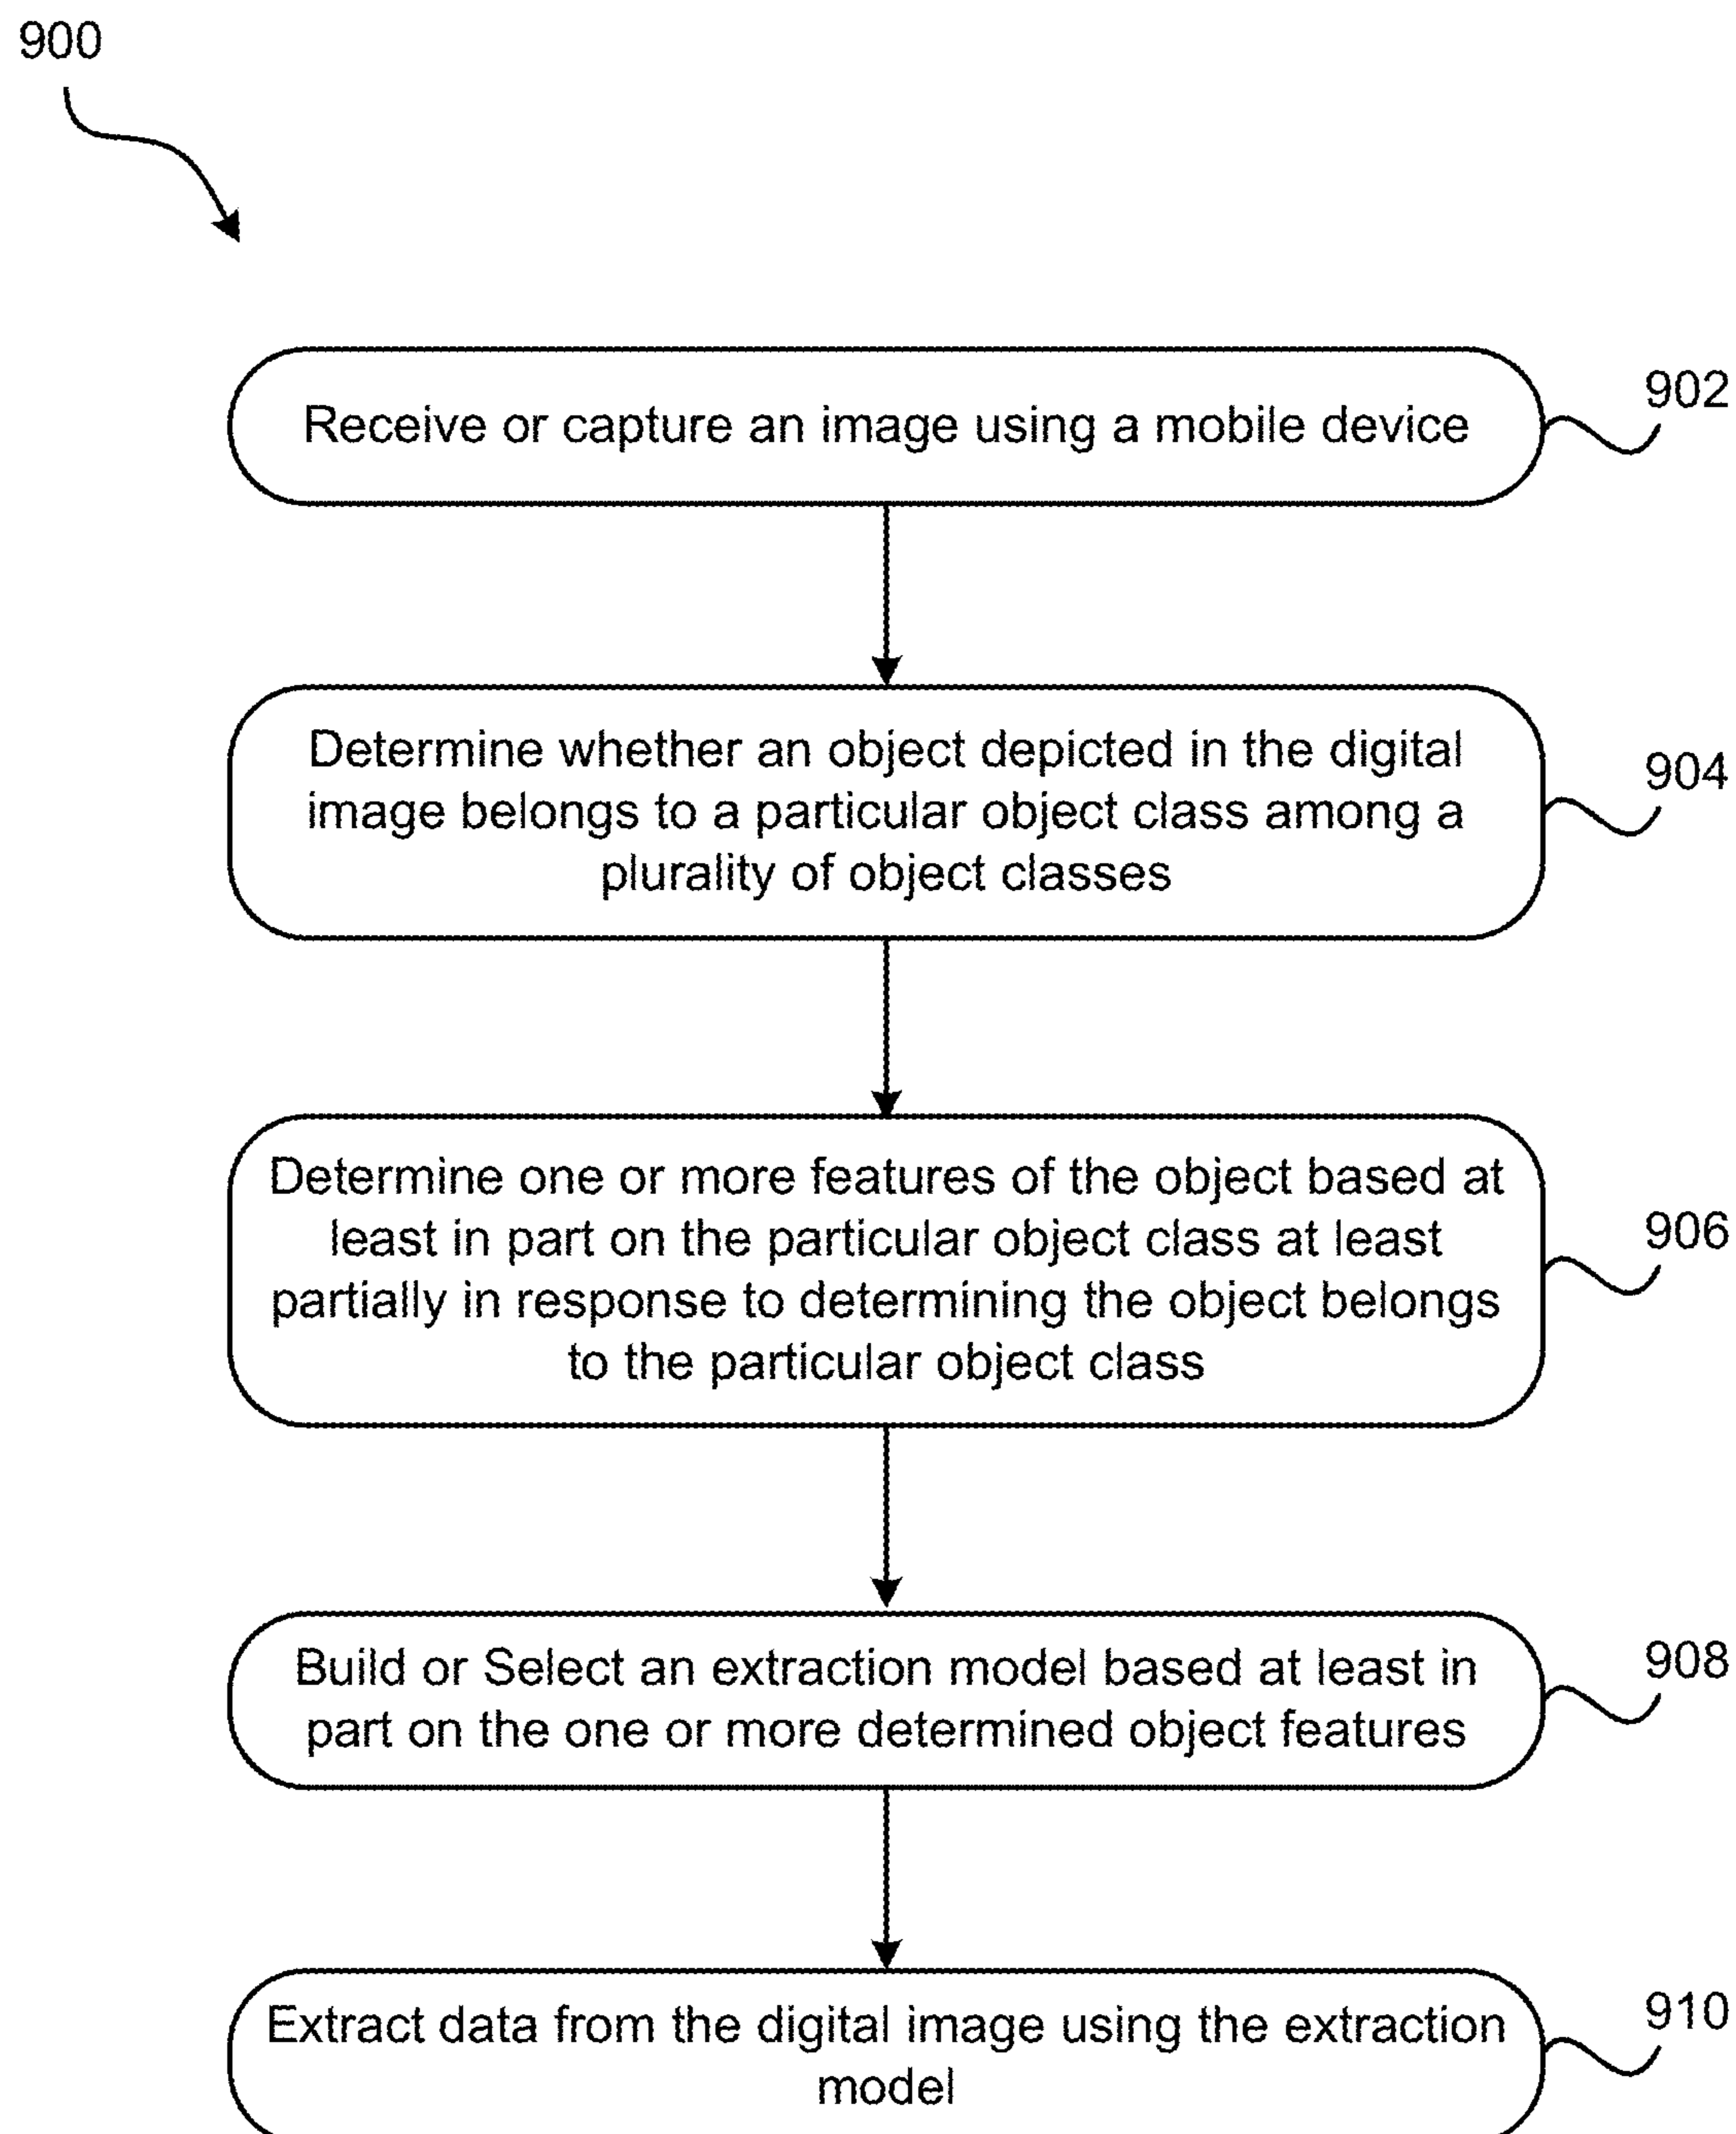 900
Receive or capture an image using a mobile device
902
Determine whether an object depicted in the digital
image belongs to a particular object class among a
plurality of object classes
904
Determine one or more features of the object based at
least in part on the particular object class at least
partially in response to determining the object belongs
to the particular object class
906
Build or Select an extraction model based at least in
part on the one or more determined object features
908
Extract data from the digital image using the extraction
model
910